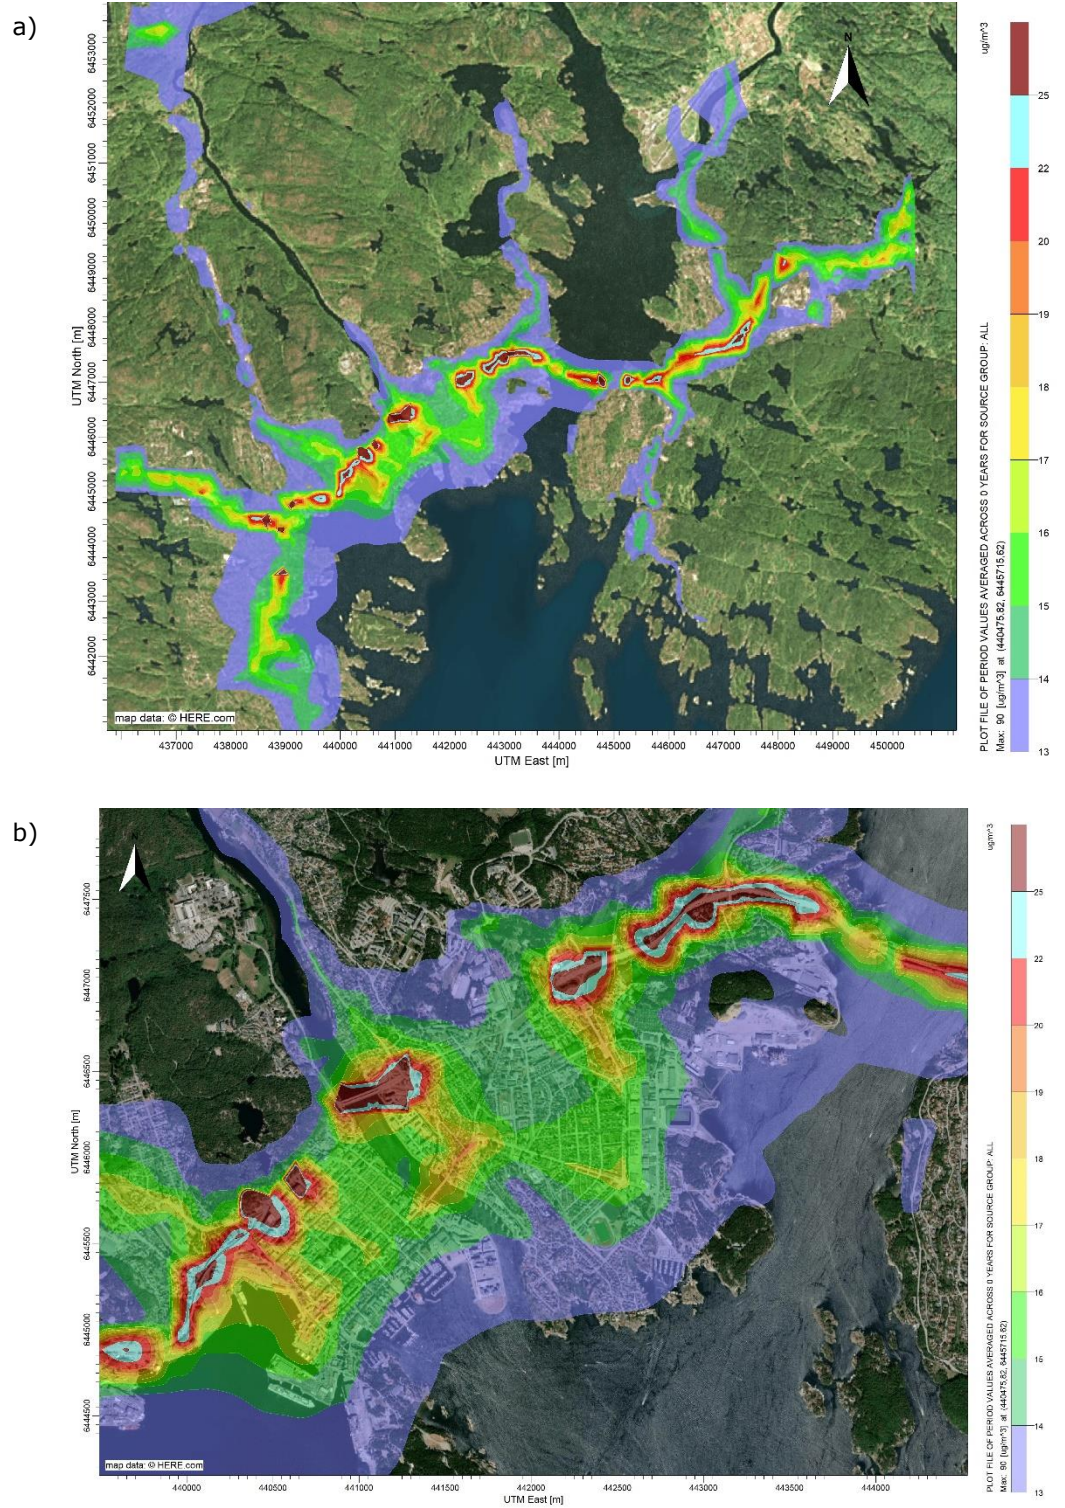 a)
N
ug/m^3
25
22
20
19
18
17
16
15
14
13
PLOT FILE OF PERIOD VALUES AVERAGED ACROSS 0 YEARS FOR SOURCE GROUP: ALL
Max: 90 [ug/m^3] at (440475,82, 6445715,62)
UTM North [m]
6453000
6452000
6451000
6450000
6449000
6448000
6447000
6446000
6445000
6444000
6443000
6442000
map data: © HERE.com
437000 438000 439000 440000 441000 442000 443000 444000 445000 446000 447000 448000 449000 450000
UTM East [m]
b)
ug/m^3
25
22
20
19
18
17
16
15
14
13
PLOT FILE OF PERIOD VALUES AVERAGED ACROSS 0 YEARS FOR SOURCE GROUP: ALL
Max: 90 [ug/m^3] at (440475,82, 6445715,62)
UTM North [m]
6447500
6447000
6446500
6446000
6445500
6445000
6444500
map data: © HERE.com
440000 440500 441000 441500 442000 442500 443000 443500 444000
UTM East [m]